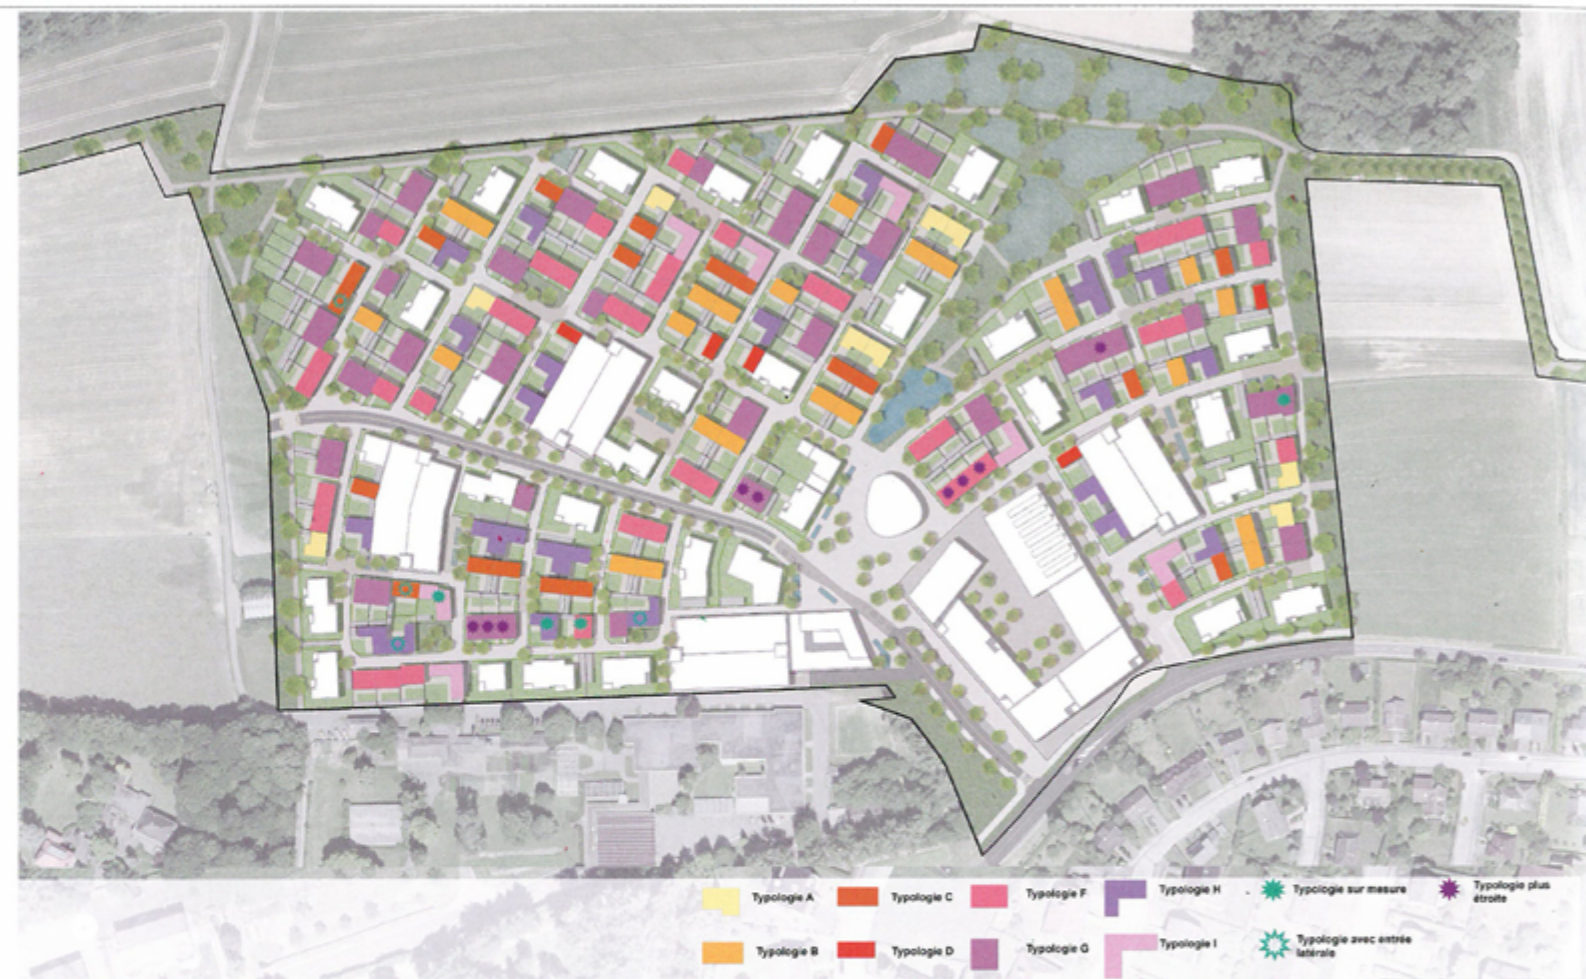 Typologie A
Typologie C
Typologie F
Typologie H
Typologie sur mesure
Typologie plus
étroite
Typologie B
Typologie D
Typologie G
Typologie I
Typologie avec entrée
latérale